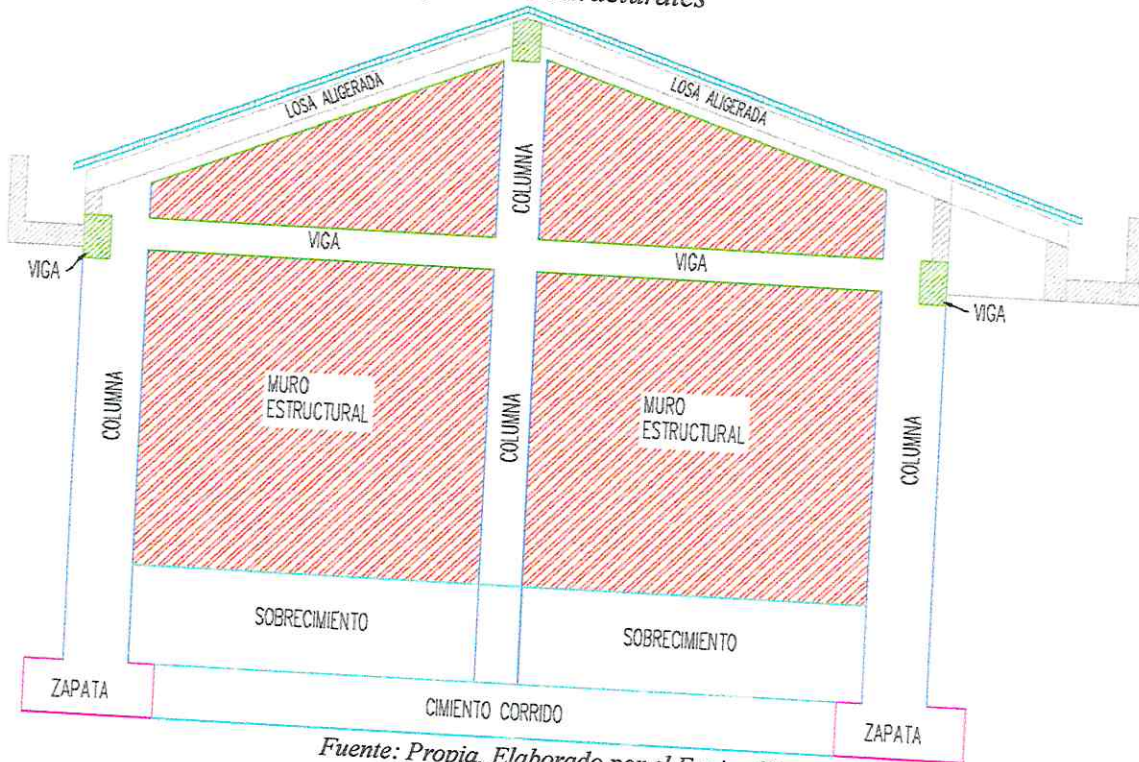 LOSA ALIGERADA
LOSA ALIGERADA
COLUMNA
VIGA
VIGA
VIGA
VIGA
COLUMNA
MURO
ESTRUCTURAL
COLUMNA
MURO
ESTRUCTURAL
COLUMNA
SOBRECIMIENTO
SOBRECIMIENTO
ZAPATA
CIMIENTO CORRIDO
ZAPATA
Fuente: Propia. Elaborado por el